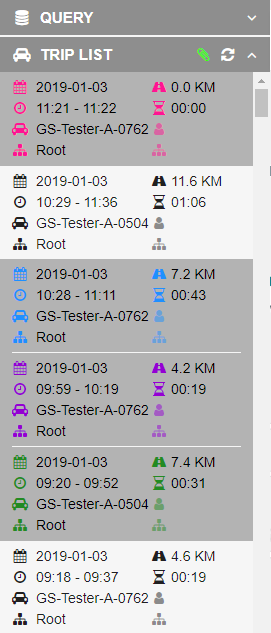 QUERY
TRIP LIST
2019-01-03 0.0 KM
11:21 - 11:22 00:00
GS-Tester-A-0762
Root
2019-01-03 11.6 KM
10:29 - 11:36 01:06
GS-Tester-A-0504
Root
2019-01-03 7.2 KM
10:28 - 11:11 00:43
GS-Tester-A-0762
Root
2019-01-03 4.2 KM
09:59 - 10:19 00:19
GS-Tester-A-0762
Root
2019-01-03 7.4 KM
09:20 - 09:52 00:31
GS-Tester-A-0504
Root
2019-01-03 4.6 KM
09:18 - 09:37 00:19
GS-Tester-A-0762
Root